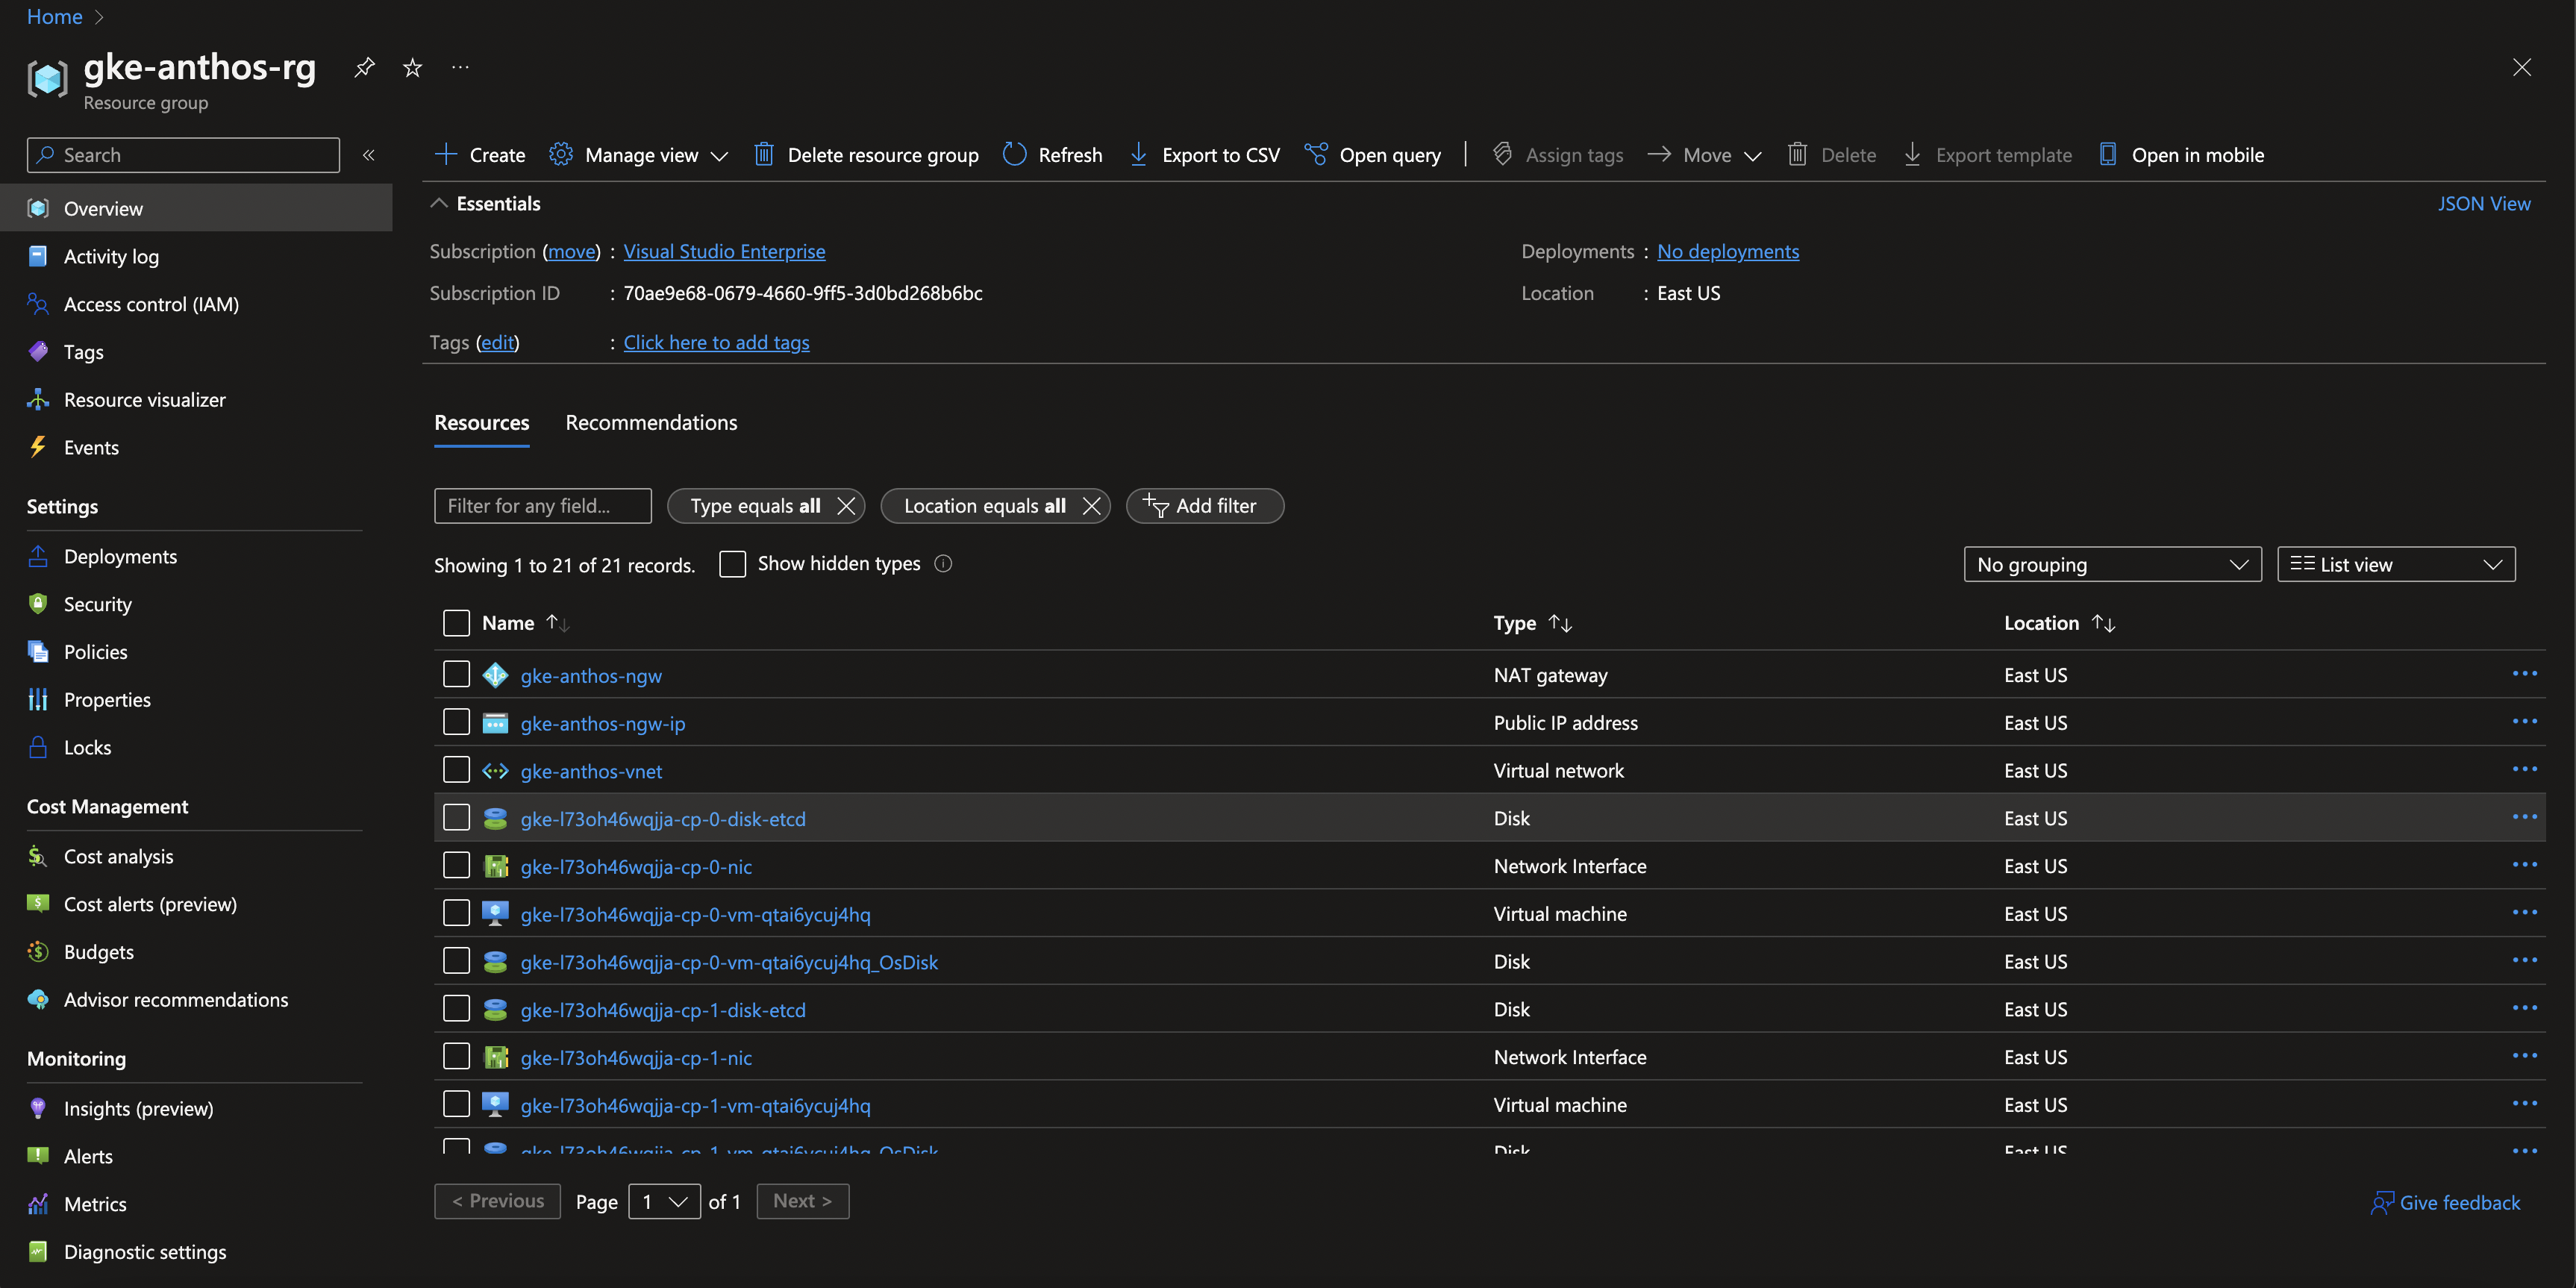 Home >
gke-anthos-rg
Resource group
Search
Overview
Activity log
Access control (IAM)
Tags
Resource visualizer
Events
Settings
Deployments
Security
Policies
Properties
Locks
Cost Management
Cost analysis
Cost alerts (preview)
Budgets
Advisor recommendations
Monitoring
Insights (preview)
Alerts
Metrics
Diagnostic settings
Create Manage view Delete resource group Refresh Export to CSV Open query Assign tags Move Delete Export template Open in mobile
Essentials JSON View
Subscription (move) : Visual Studio Enterprise Deployments : No deployments
Subscription ID : 70ae9e68-0679-4660-9ff5-3d0bd268b6bc Location : East US
Tags (edit) : Click here to add tags
Resources Recommendations
Filter for any field... Type equals all Location equals all Add filter
Showing 1 to 21 of 21 records. Show hidden types No grouping List view
Name Type Location
gke-anthos-ngw NAT gateway East US
gke-anthos-ngw-ip Public IP address East US
gke-anthos-vnet Virtual network East US
gke-l73oh46wqjja-cp-0-disk-etcd Disk East US
gke-l73oh46wqjja-cp-0-nic Network Interface East US
gke-l73oh46wqjja-cp-0-vm-qtai6ycuj4hq Virtual machine East US
gke-l73oh46wqjja-cp-0-vm-qtai6ycuj4hq_OsDisk Disk East US
gke-l73oh46wqjja-cp-1-disk-etcd Disk East US
gke-l73oh46wqjja-cp-1-nic Network Interface East US
gke-l73oh46wqjja-cp-1-vm-qtai6ycuj4hq Virtual machine East US
gke-l73oh46wqjja-cp-1-vm-qtai6ycuj4hq_OsDisk Disk East US
< Previous Page 1 of 1 Next > Give feedback